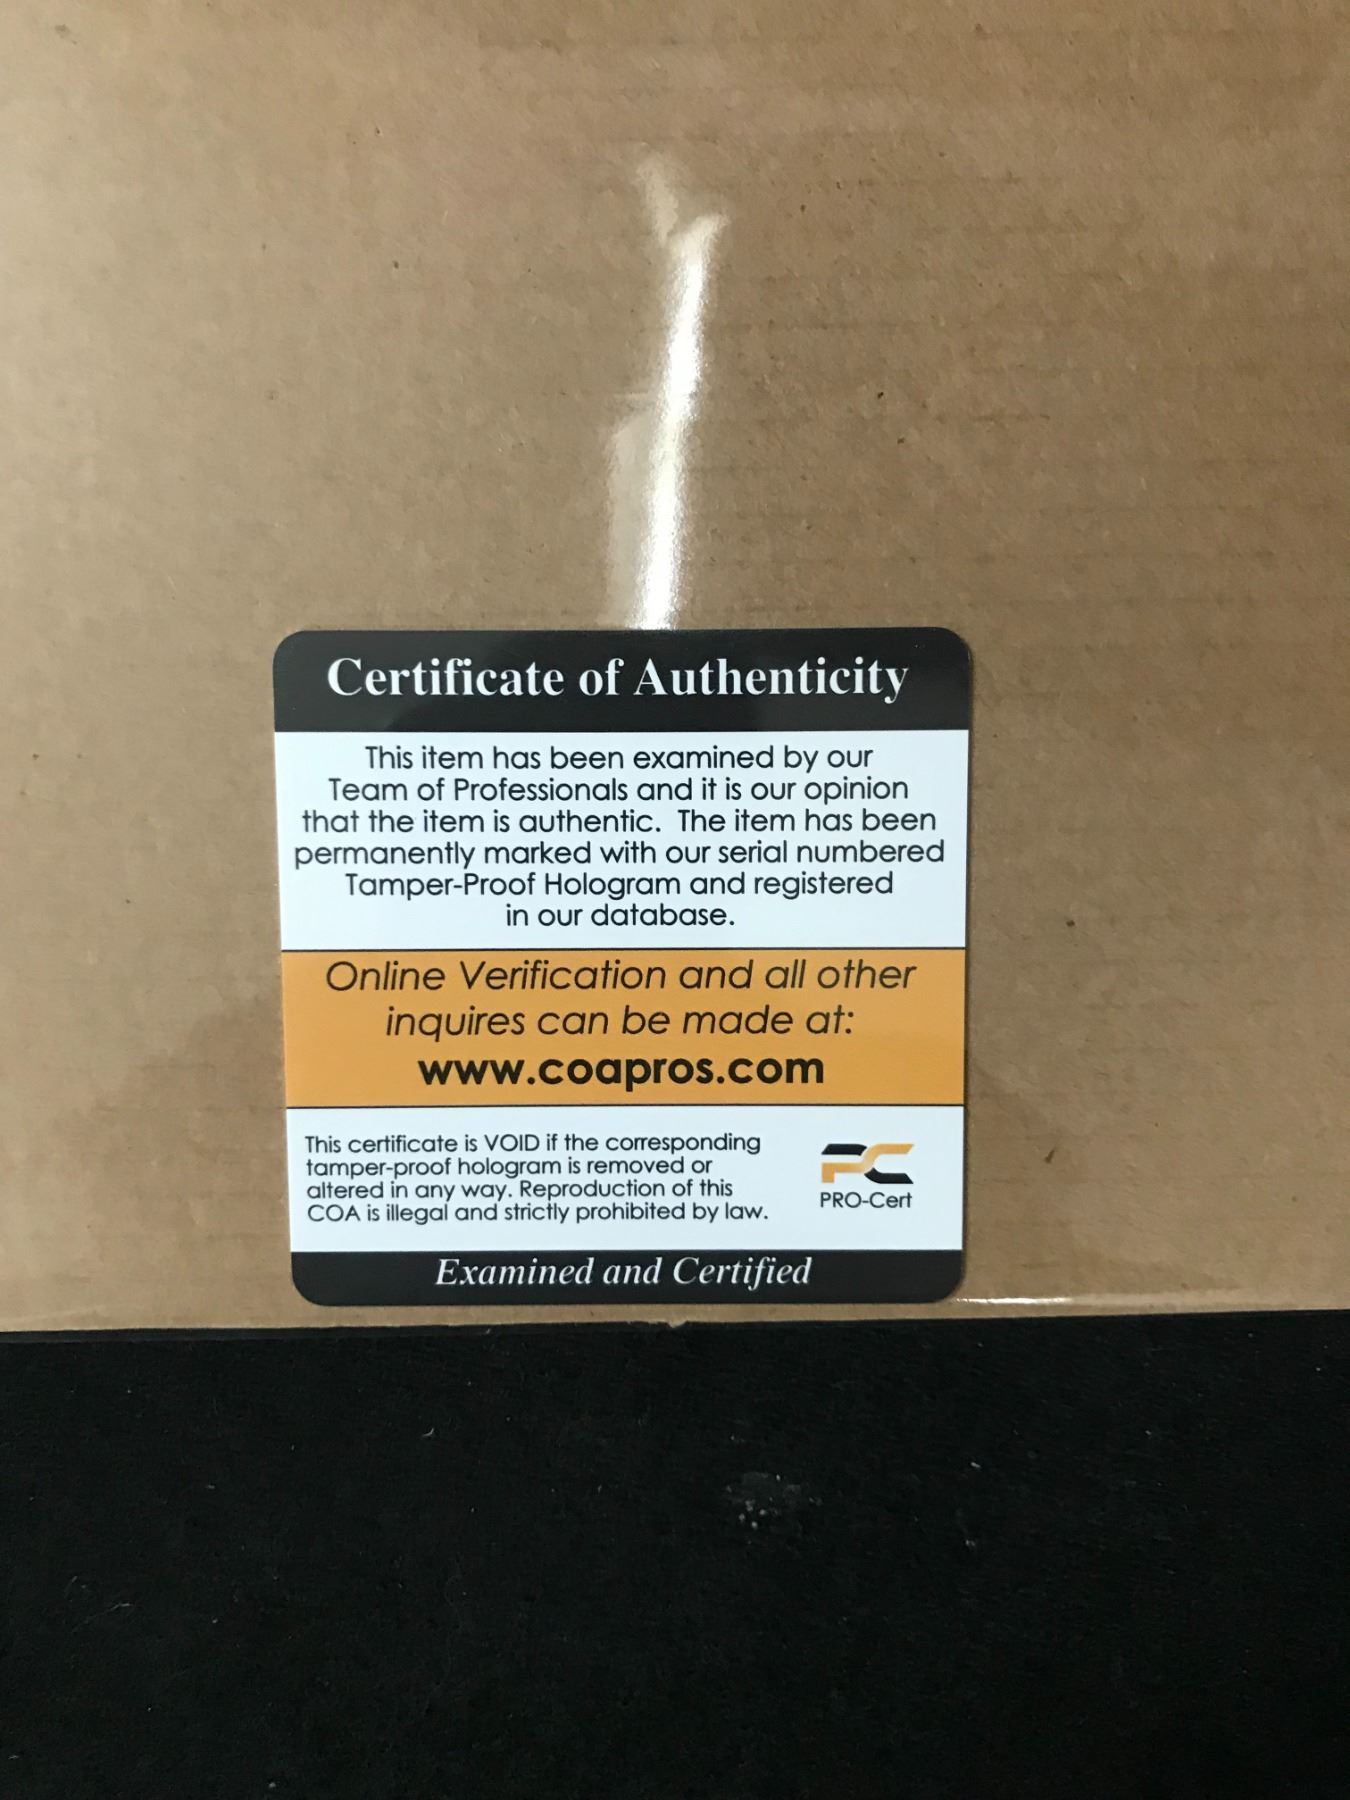 Certificate of Authenticity
This item has been examined by our
Team of Professionals and it is our opinion
that the item is authentic. The item has been
permanently marked with our serial numbered
Tamper-Proof Hologram and registered
in our database.
Online Verification and all other
inquires can be made at:
www.coapros.com
This certificate is VOID if the corresponding
tamper-proof hologram is removed or
altered in any way. Reproduction of this
COA is illegal and strictly prohibited by law.
PC
PRO-Cert
Examined and Certified